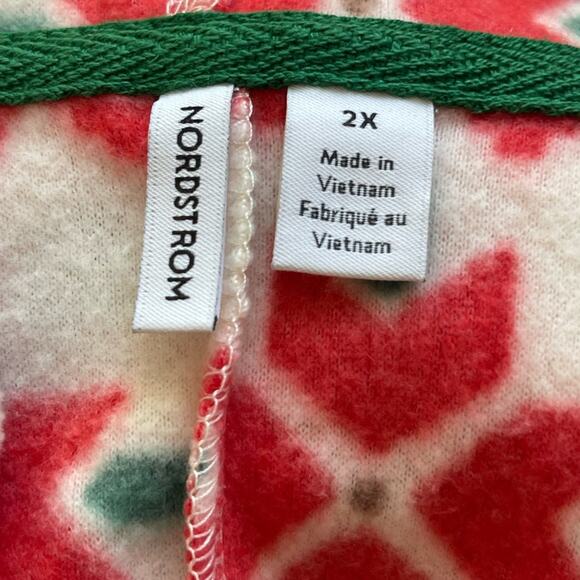 NORDSTROM
2X
Made in
Vietnam
Fabriqué au
Vietnam